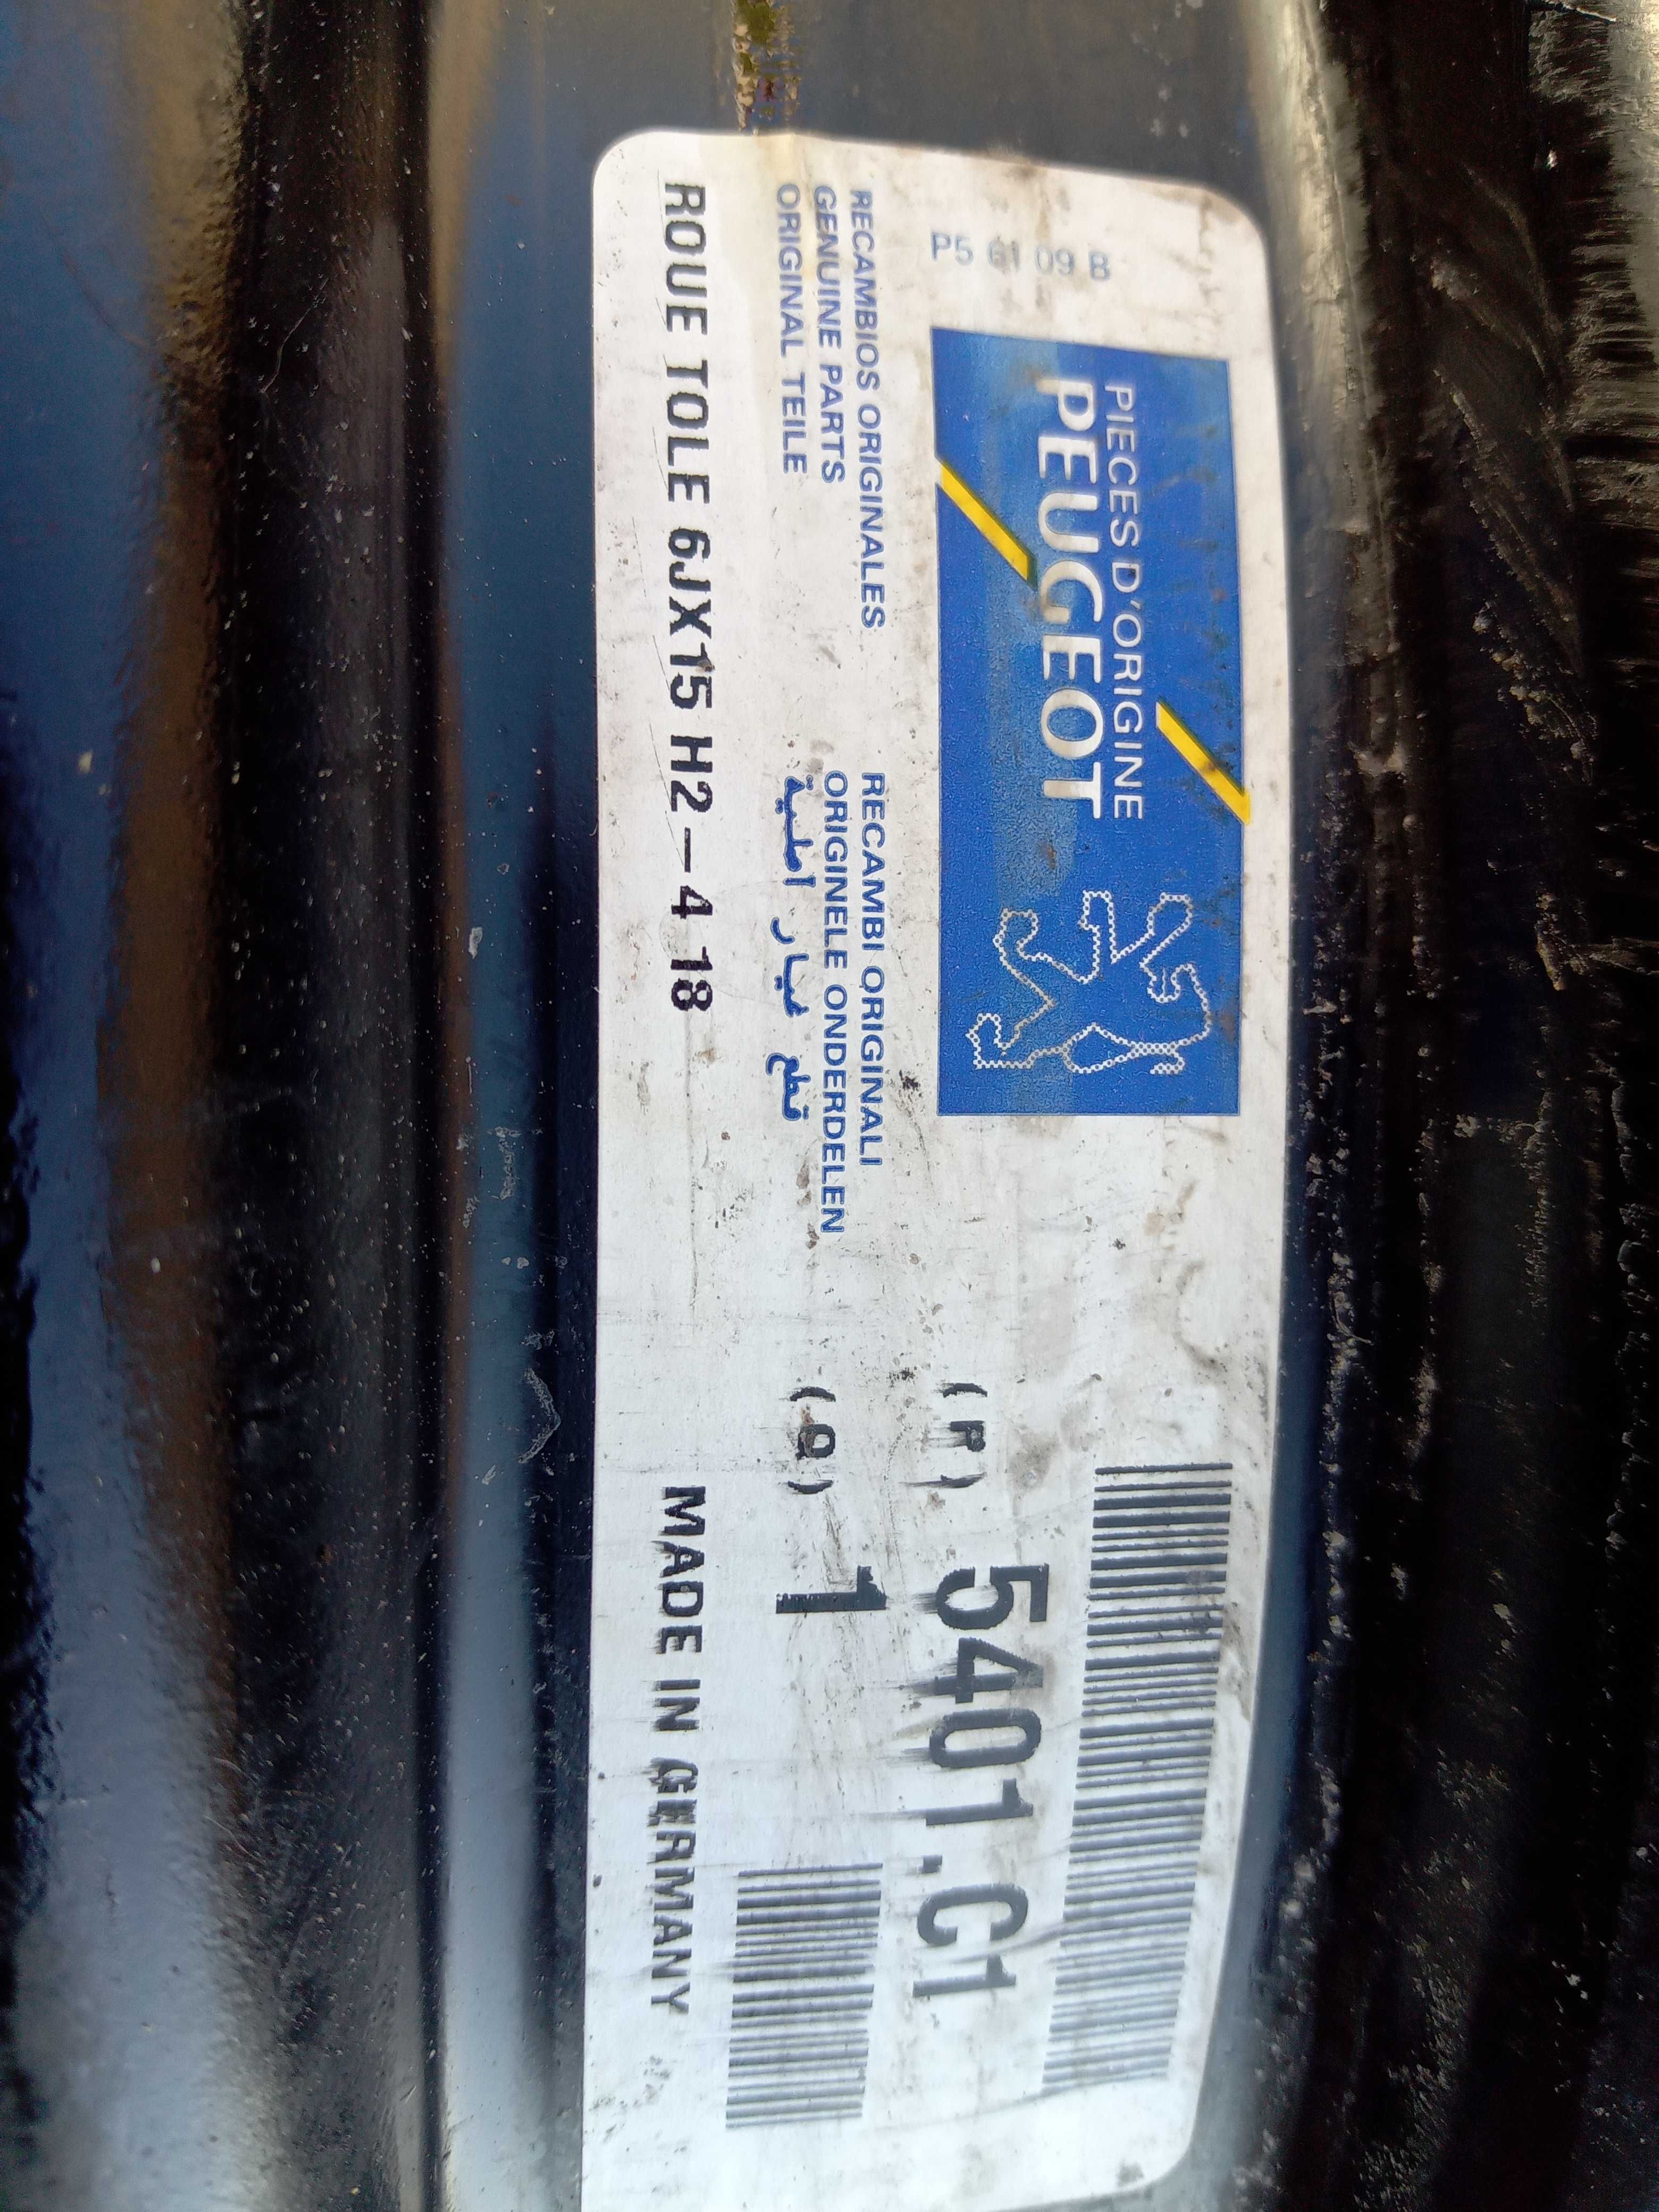 P5 61 09 B
PIECES D'ORIGINE
PEUGEOT
RECAMBIOS ORIGINALES
GENUINE PARTS
ORIGINAL TEILE
RECAMBI ORIGINALI
ORIGINELE ONDERDELEN
قطع غيار اصلية
(P) 5401.C1
(Q) 1
ROUE TOLE 6JX15 H2-4 18
MADE IN GERMANY